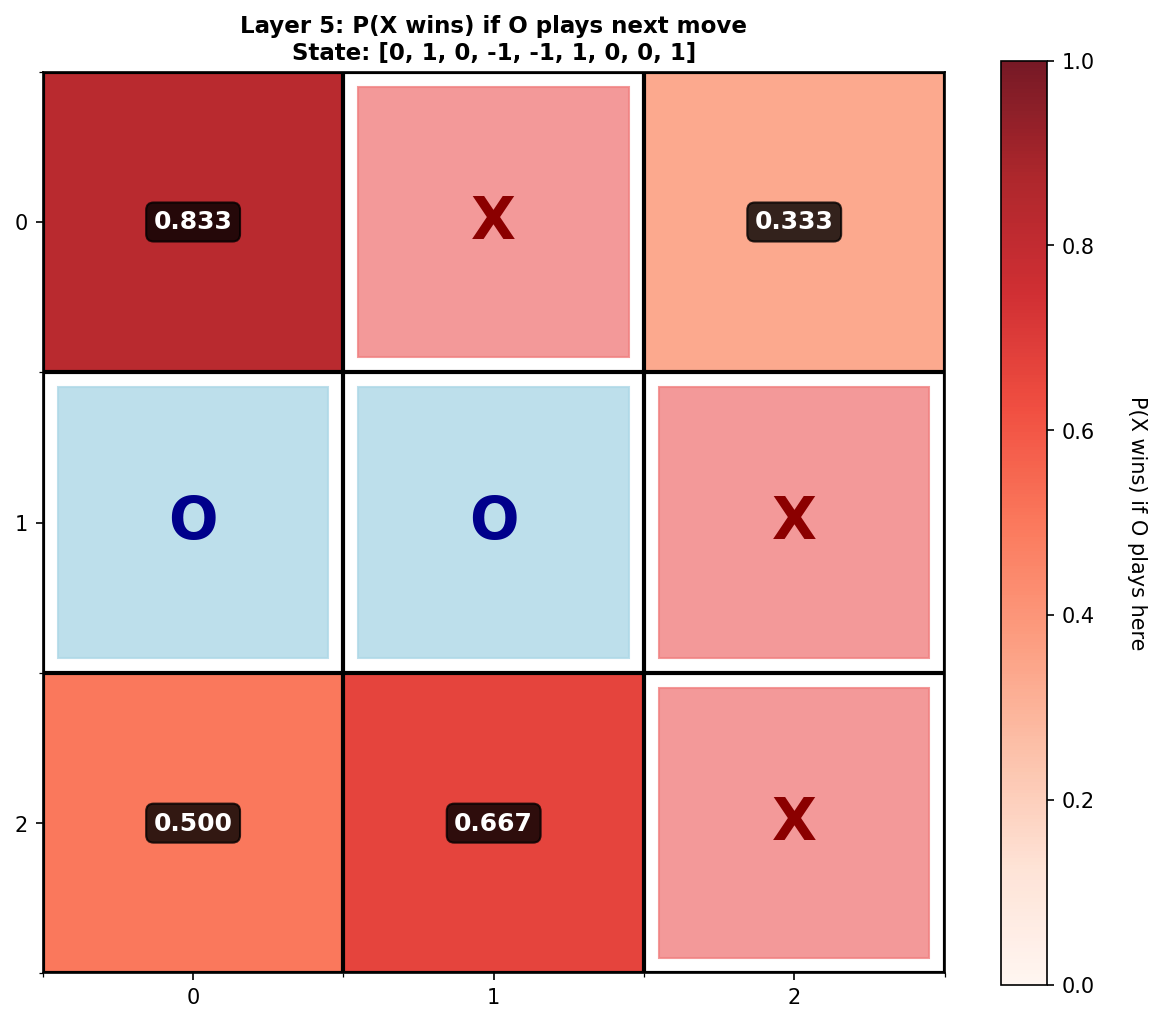 Layer 5: P(X wins) if O plays next move
State: [0, 1, 0, -1, -1, 1, 0, 0, 1]
0.833 X 0.333
O O X
0.500 0.667 X
0
1
2
0 1 2
1.0
0.8
0.6
0.4
0.2
0.0
P(X wins) if O plays here